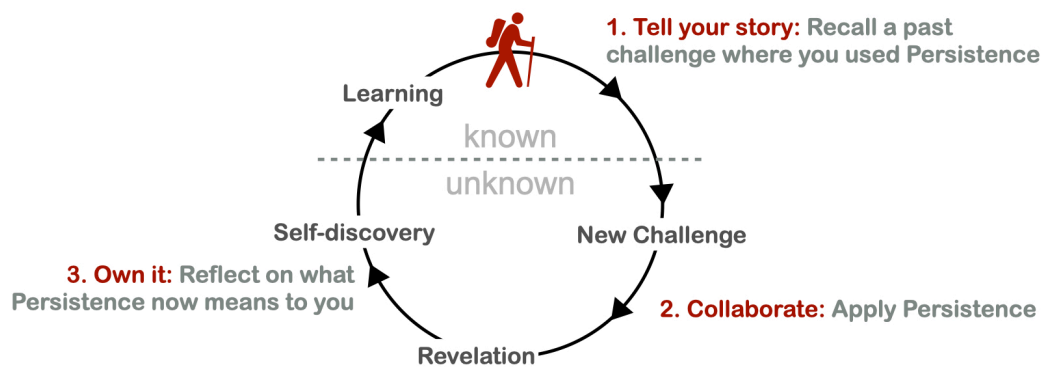 1. Tell your story: Recall a past
challenge where you used Persistence
Learning
known
unknown
Self-discovery
New Challenge
3. Own it: Reflect on what
Persistence now means to you
2. Collaborate: Apply Persistence
Revelation